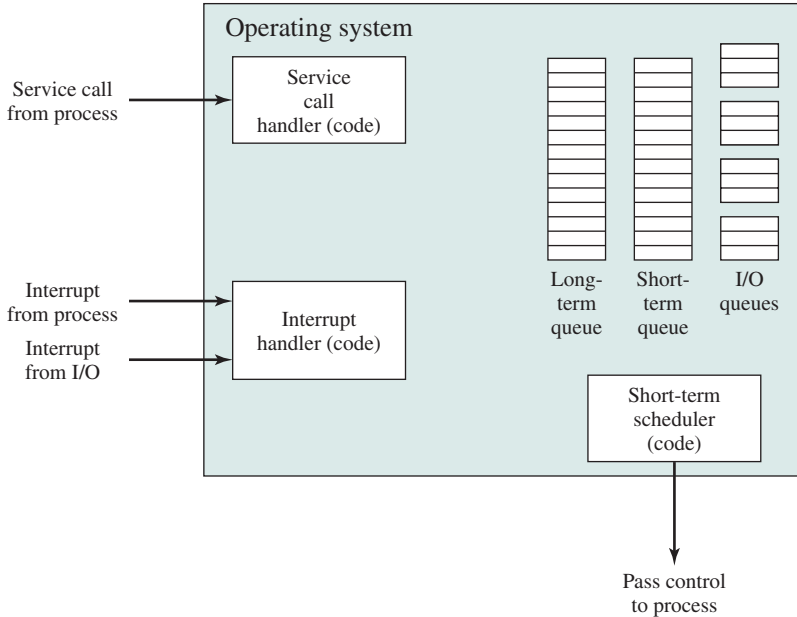 Operating system
Service call
from process
Service
call
handler (code)
Interrupt
from process
Interrupt
from I/O
Interrupt
handler (code)
Long-
term
queue
Short-
term
queue
I/O
queues
Short-term
scheduler
(code)
Pass control
to process